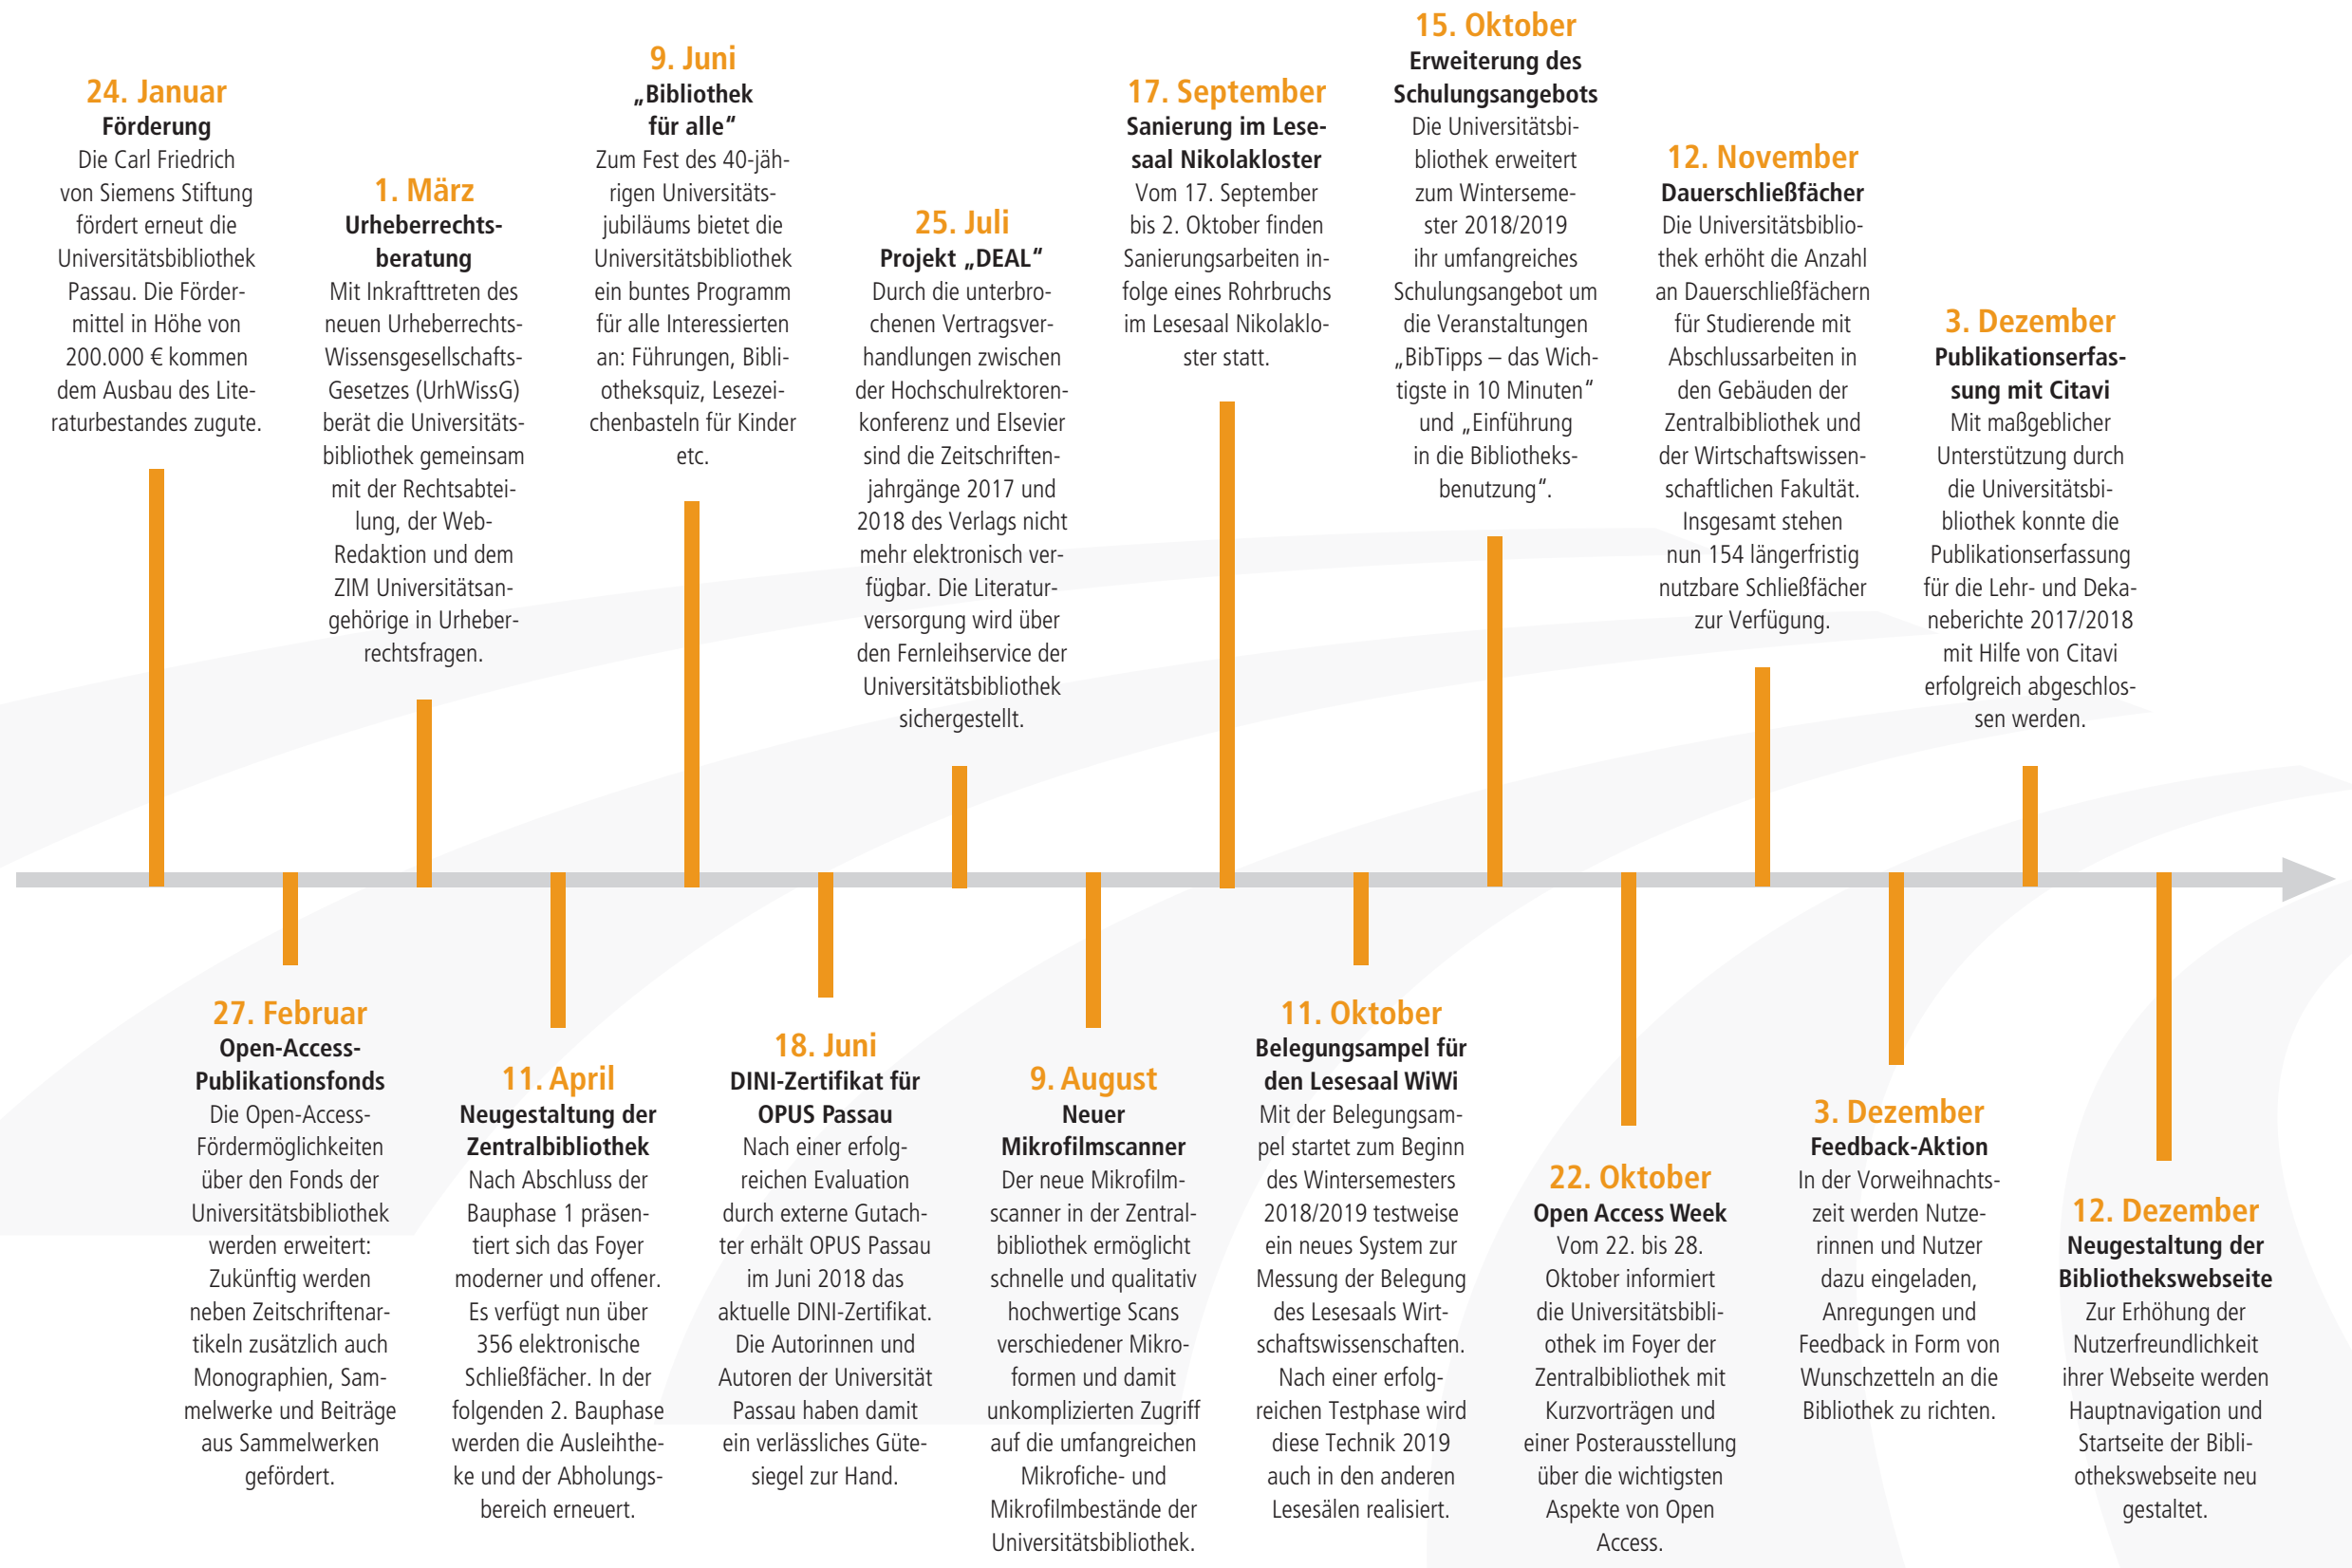 24. Januar
Förderung
Die Carl Friedrich
von Siemens Stiftung
fördert erneut die
Universitätsbibliothek
Passau. Die Förder-
mittel in Höhe von
200.000 € kommen
dem Ausbau des Lite-
raturbestandes zugute.
27. Februar
Open-Access-
Publikationsfonds
Die Open-Access-
Fördermöglichkeiten
über den Fonds der
Universitätsbibliothek
werden erweitert:
Zukünftig werden
neben Zeitschriftenar-
tikeln zusätzlich auch
Monographien, Sam-
melwerke und Beiträge
aus Sammelwerken
gefördert.
1. März
Urheberrechts-
beratung
Mit Inkrafttreten des
neuen Urheberrechts-
Wissensgesellschafts-
Gesetzes (UrhWissG)
berät die Universitäts-
bibliothek gemeinsam
mit der Rechtsabtei-
lung, der Web-
Redaktion und dem
ZIM Universitätsan-
gehörige in Urheber-
rechtsfragen.
11. April
Neugestaltung der
Zentralbibliothek
Nach Abschluss der
Bauphase 1 präsen-
tiert sich das Foyer
moderner und offener.
Es verfügt nun über
356 elektronische
Schließfächer. In der
folgenden 2. Bauphase
werden die Ausleihthe-
ke und der Abholungs-
bereich erneuert.
9. Juni
„Bibliothek
für alle“
Zum Fest des 40-jäh-
rigen Universitäts-
jubiläums bietet die
Universitätsbibliothek
ein buntes Programm
für alle Interessierten
an: Führungen, Bibli-
otheksquiz, Lesezei-
chenbasteln für Kinder
etc.
18. Juni
DINI-Zertifikat für
OPUS Passau
Nach einer erfolg-
reichen Evaluation
durch externe Gutach-
ter erhält OPUS Passau
im Juni 2018 das
aktuelle DINI-Zertifikat.
Die Autorinnen und
Autoren der Universität
Passau haben damit
ein verlässliches Güte-
siegel zur Hand.
25. Juli
Projekt „DEAL“
Durch die unterbro-
chenen Vertragsver-
handlungen zwischen
der Hochschulrektoren-
konferenz und Elsevier
sind die Zeitschriften-
jahrgänge 2017 und
2018 des Verlags nicht
mehr elektronisch ver-
fügbar. Die Literatur-
versorgung wird über
den Fernleihservice der
Universitätsbibliothek
sichergestellt.
9. August
Neuer
Mikrofilmscanner
Der neue Mikrofilm-
scanner in der Zentral-
bibliothek ermöglicht
schnelle und qualitativ
hochwertige Scans
verschiedener Mikro-
formen und damit
unkomplizierten Zugriff
auf die umfangreichen
Mikrofiche- und
Mikrofilmbestände der
Universitätsbibliothek.
17. September
Sanierung im Lese-
saal Nikolakloster
Vom 17. September
bis 2. Oktober finden
Sanierungsarbeiten in-
folge eines Rohrbruchs
im Lesesaal Nikolaklo-
ster statt.
11. Oktober
Belegungsampel für
den Lesesaal WiWi
Mit der Belegungsam-
pel startet zum Beginn
des Wintersemesters
2018/2019 testweise
ein neues System zur
Messung der Belegung
des Lesesaals Wirt-
schaftswissenschaften.
Nach einer erfolg-
reichen Testphase wird
diese Technik 2019
auch in den anderen
Lesesälen realisiert.
15. Oktober
Erweiterung des
Schulungsangebots
Die Universitätsbi-
bliothek erweitert
zum Winterseme-
ster 2018/2019
ihr umfangreiches
Schulungsangebot um
die Veranstaltungen
„BibTipps – das Wich-
tigste in 10 Minuten“
und „Einführung
in die Bibliotheks-
benutzung“.
22. Oktober
Open Access Week
Vom 22. bis 28.
Oktober informiert
die Universitätsbibli-
othek im Foyer der
Zentralbibliothek mit
Kurzvorträgen und
einer Posterausstellung
über die wichtigsten
Aspekte von Open
Access.
12. November
Dauerschließfächer
Die Universitätsbiblio-
thek erhöht die Anzahl
an Dauerschließfächern
für Studierende mit
Abschlussarbeiten in
den Gebäuden der
Zentralbibliothek und
der Wirtschaftswissen-
schaftlichen Fakultät.
Insgesamt stehen
nun 154 längerfristig
nutzbare Schließfächer
zur Verfügung.
3. Dezember
Feedback-Aktion
In der Vorweihnachts-
zeit werden Nutze-
rinnen und Nutzer
dazu eingeladen,
Anregungen und
Feedback in Form von
Wunschzetteln an die
Bibliothek zu richten.
3. Dezember
Publikationserfas-
sung mit Citavi
Mit maßgeblicher
Unterstützung durch
die Universitätsbi-
bliothek konnte die
Publikationserfassung
für die Lehr- und Deka-
neberichte 2017/2018
mit Hilfe von Citavi
erfolgreich abgeschlos-
sen werden.
12. Dezember
Neugestaltung der
Bibliothekswebseite
Zur Erhöhung der
Nutzerfreundlichkeit
ihrer Webseite werden
Hauptnavigation und
Startseite der Bibli-
othekswebseite neu
gestaltet.